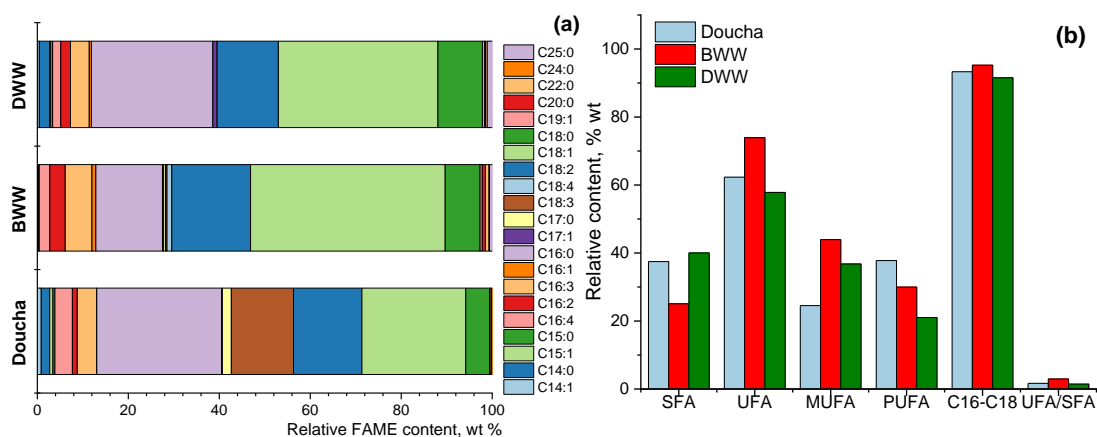 (a)
DWW
BWW
Doucha
0
20
40
60
80
100
Relative FAME content, wt %
C25:0
C24:0
C22:0
C20:0
C19:1
C18:0
C18:1
C18:2
C18:4
C18:3
C17:0
C17:1
C16:0
C16:1
C16:3
C16:2
C16:4
C15:0
C15:1
C14:0
C14:1
(b)
Doucha
BWW
DWW
Relative content, % wt
100
80
60
40
20
0
SFA
UFA
MUFA
PUFA
C16-C18
UFA/SFA